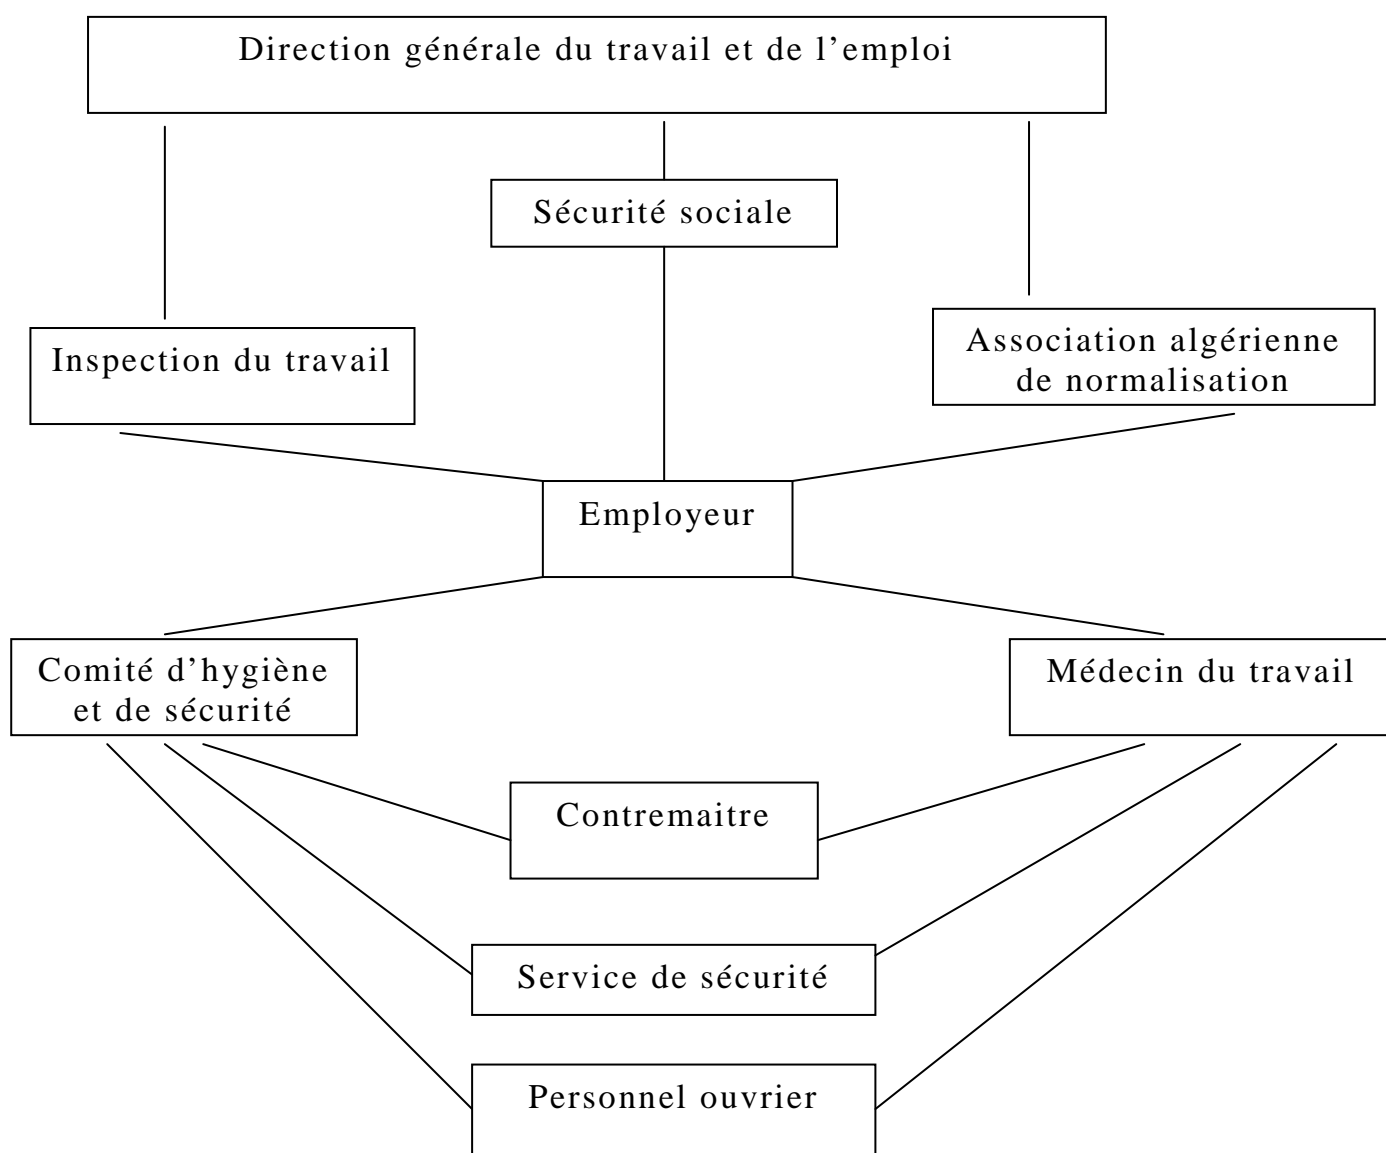 Direction générale du travail et de l’emploi
Sécurité sociale
Inspection du travail
Association algérienne
de normalisation
Employeur
Comité d’hygiène
et de sécurité
Médecin du travail
Contremaitre
Service de sécurité
Personnel ouvrier